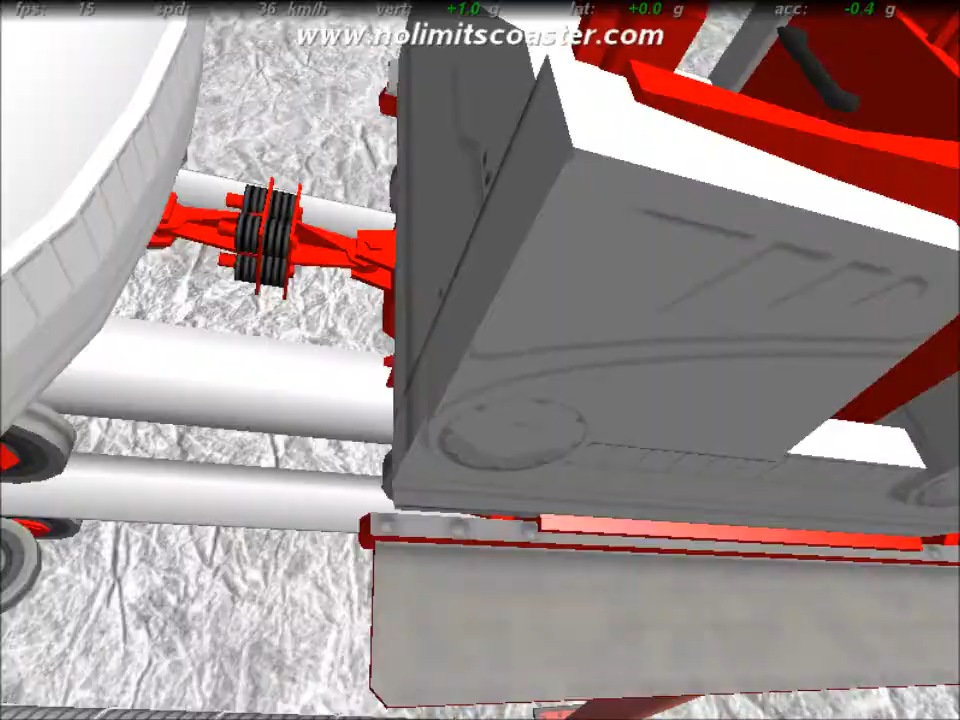 fps: 15 spd: 36 km/h vert: +1.0 g lat: +0.0 g acc: -0.4 g
www.nolimitscoaster.com